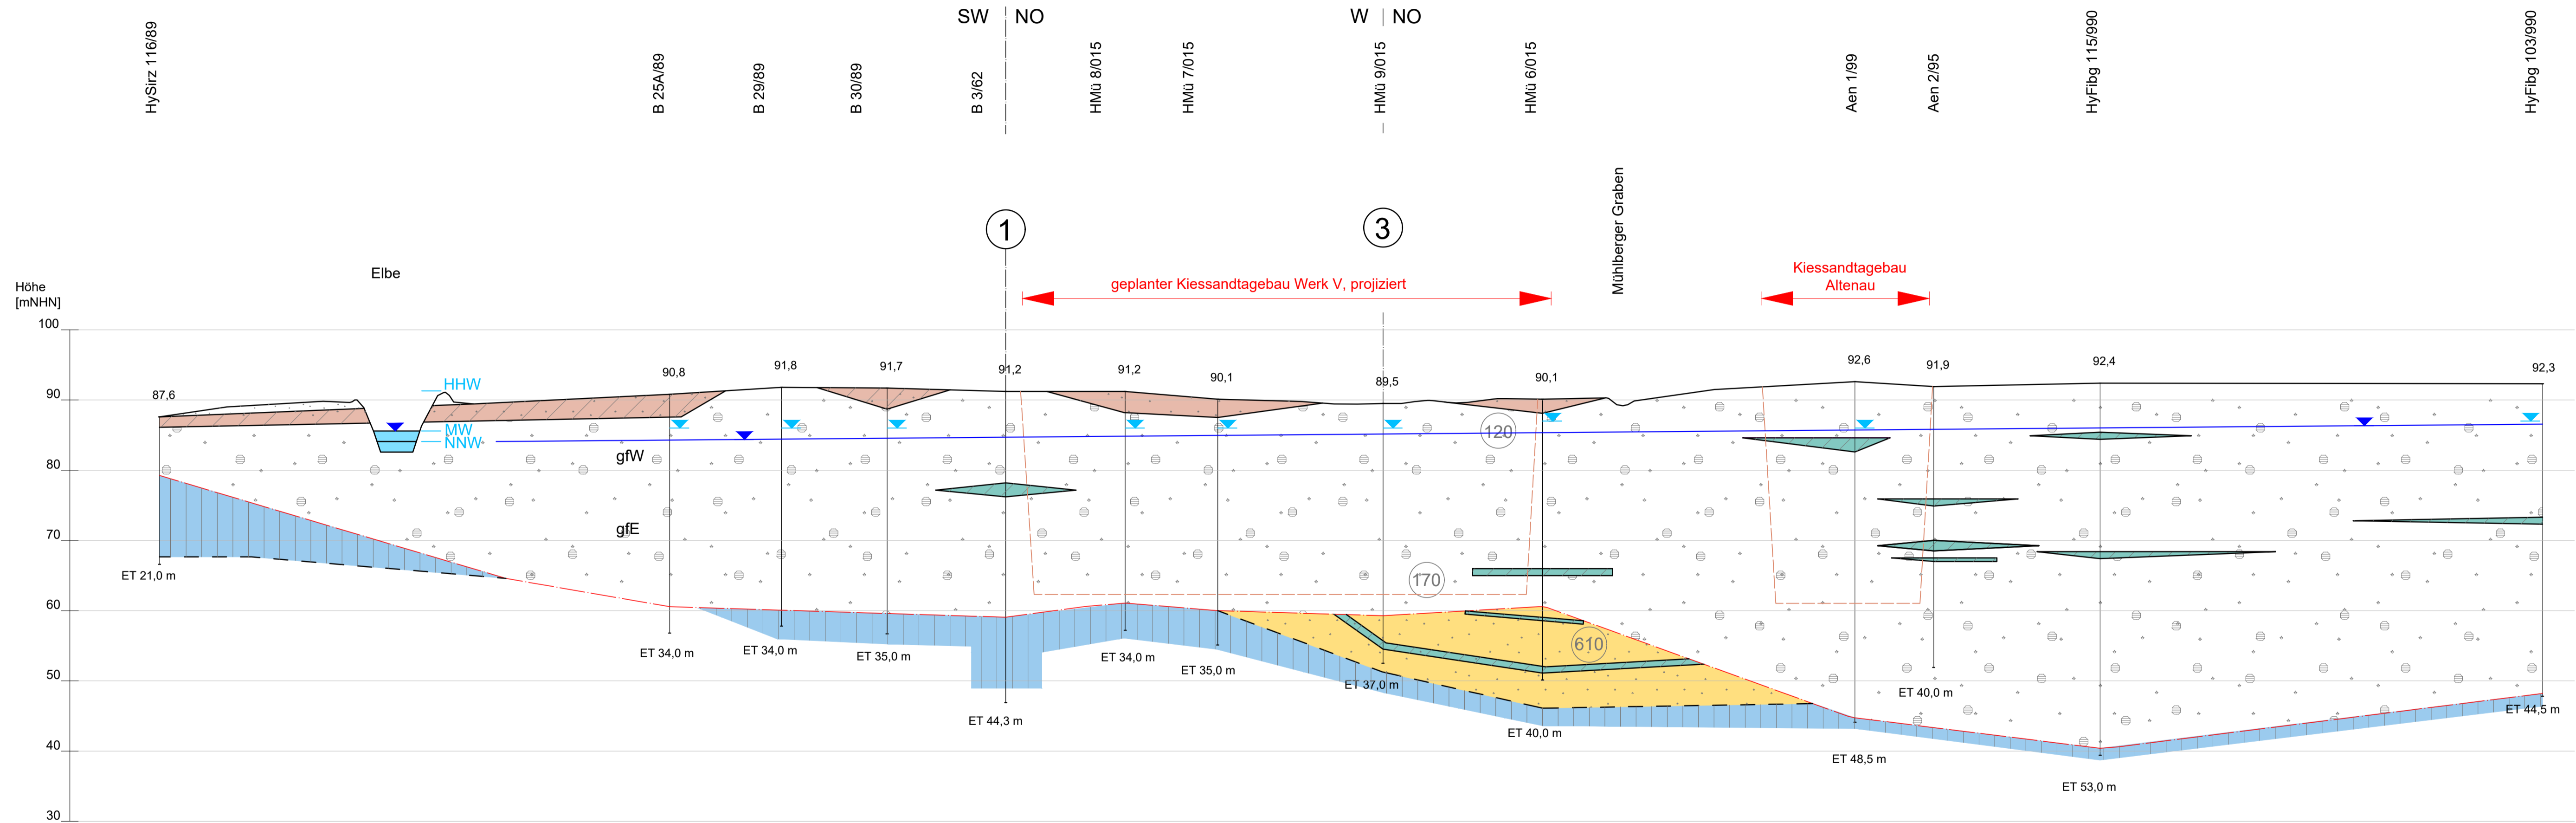 SW
NO
W
NO
HySirz 116/89
B 25A/89
B 29/89
B 30/89
B 3/62
HMü 8/015
HMü 7/015
HMü 9/015
HMü 6/015
Aen 1/99
Aen 2/95
HyFibg 115/990
HyFibg 103/990
Mühlberger Graben
1
3
Elbe
geplanter Kiessandtagebau Werk V, projiziert
Kiessandtagebau
Altenau
Höhe
[mNHN]
100
90
80
70
60
50
40
30
87,6
90,8
91,8
91,7
91,2
91,2
90,1
89,5
90,1
92,6
91,9
92,4
92,3
HHW
MW
NNW
gfW
gfE
120
170
610
ET 21,0 m
ET 34,0 m
ET 34,0 m
ET 35,0 m
ET 44,3 m
ET 34,0 m
ET 35,0 m
ET 37,0 m
ET 40,0 m
ET 48,5 m
ET 40,0 m
ET 53,0 m
ET 44,5 m